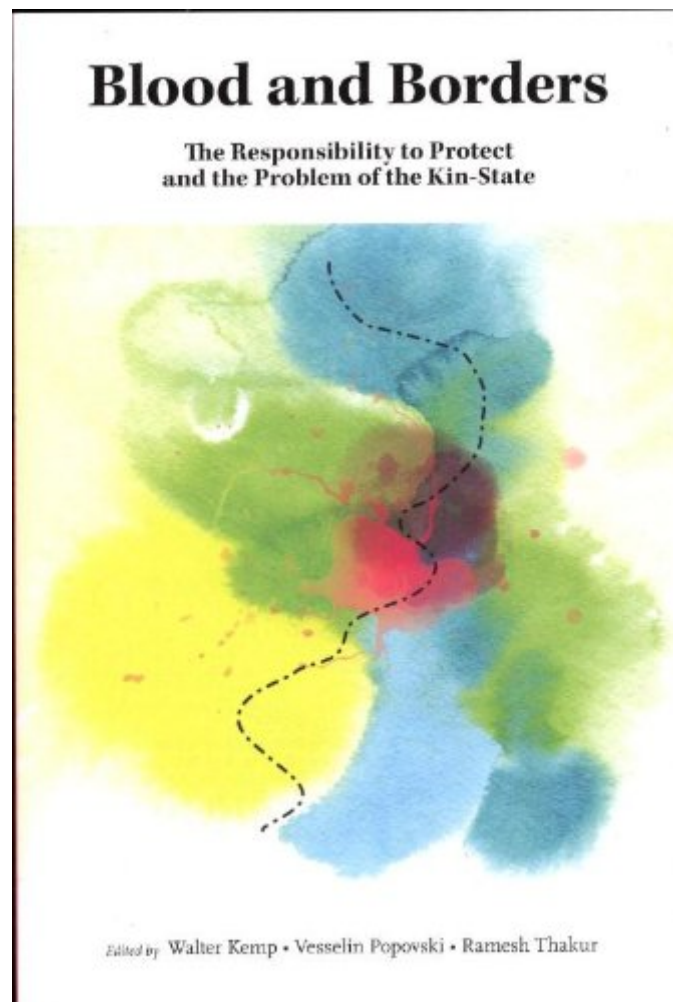 Blood and Borders
The Responsibility to Protect
and the Problem of the Kin-State
Edited by Walter Kemp • Vesselin Popovski • Ramesh Thakur